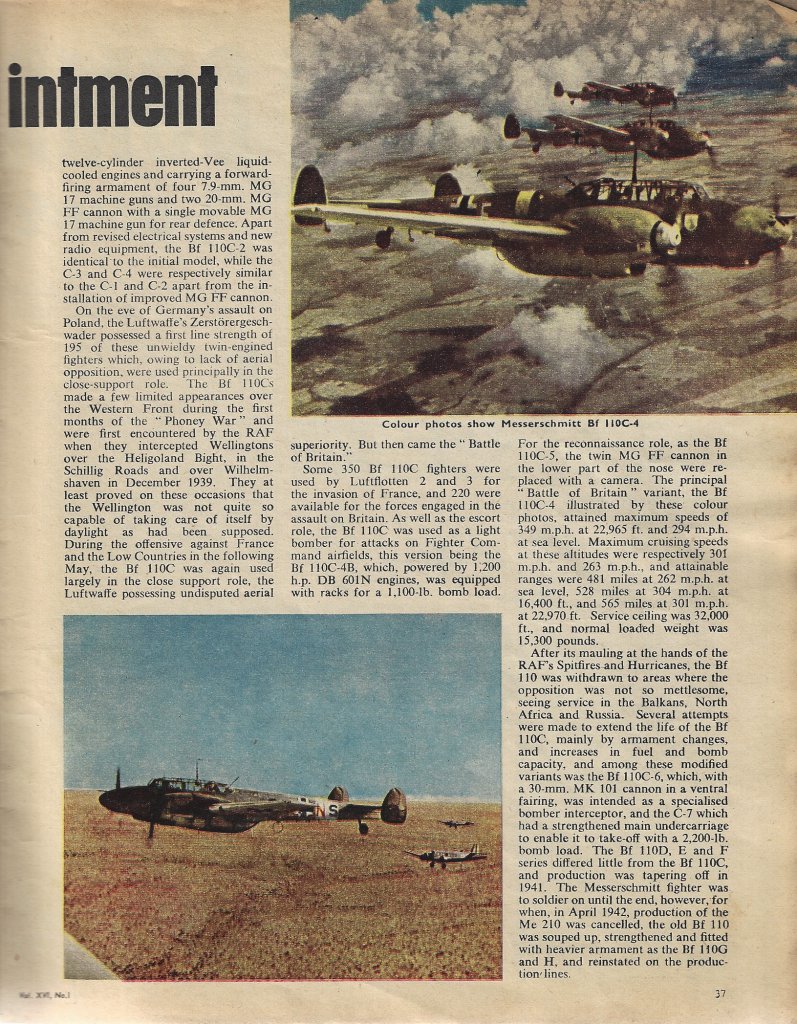 intment
twelve-cylinder inverted-Vee liquid-
cooled engines and carrying a forward-
firing armament of four 7.9-mm. MG
17 machine guns and two 20-mm. MG
FF cannon with a single movable MG
17 machine gun for rear defence. Apart
from revised electrical systems and new
radio equipment, the Bf 110C-2 was
identical to the initial model, while the
C-3 and C-4 were respectively similar
to the C-1 and C-2 apart from the in-
stallation of improved MG FF cannon.
On the eve of Germany's assault on
Poland, the Luftwaffe's Zerstörergesch-
wader possessed a first line strength of
195 of these unwieldy twin-engined
fighters which, owing to lack of aerial
opposition, were used principally in the
close-support role. The Bf 110Cs
made a few limited appearances over
the Western Front during the first
months of the "Phoney War" and
were first encountered by the RAF
when they intercepted Wellingtons
over the Heligoland Bight, in the
Schillig Roads and over Wilhelm-
shaven in December 1939. They at
least proved on these occasions that
the Wellington was not quite so
capable of taking care of itself by
daylight as had been supposed.
During the offensive against France
and the Low Countries in the following
May, the Bf 110C was again used
largely in the close support role, the
Luftwaffe possessing undisputed aerial
Colour photos show Messerschmitt Bf 110C-4
superiority. But then came the "Battle
of Britain."
Some 350 Bf 110C fighters were
used by Luftflotten 2 and 3 for
the invasion of France, and 220 were
available for the forces engaged in the
assault on Britain. As well as the escort
role, the Bf 110C was used as a light
bomber for attacks on Fighter Com-
mand airfields, this version being the
Bf 110C-4B, which, powered by 1,200
h.p. DB 601N engines, was equipped
with racks for a 1,100-lb. bomb load.
For the reconnaissance role, as the Bf
110C-5, the twin MG FF cannon in
the lower part of the nose were re-
placed with a camera. The principal
"Battle of Britain" variant, the Bf
110C-4 illustrated by these colour
photos, attained maximum speeds of
349 m.p.h. at 22,965 ft. and 294 m.p.h.
at sea level. Maximum cruising speeds
at these altitudes were respectively 301
m.p.h. and 263 m.p.h., and attainable
ranges were 481 miles at 262 m.p.h. at
sea level, 528 miles at 304 m.p.h. at
16,400 ft., and 565 miles at 301 m.p.h.
at 22,970 ft. Service ceiling was 32,000
ft., and normal loaded weight was
15,300 pounds.
After its mauling at the hands of the
RAF's Spitfires and Hurricanes, the Bf
110 was withdrawn to areas where the
opposition was not so mettlesome,
seeing service in the Balkans, North
Africa and Russia. Several attempts
were made to extend the life of the Bf
110C, mainly by armament changes,
and increases in fuel and bomb
capacity, and among these modified
variants was the Bf 110C-6, which, with
a 30-mm. MK 101 cannon in a ventral
fairing, was intended as a specialised
bomber interceptor, and the C-7 which
had a strengthened main undercarriage
to enable it to take-off with a 2,200-lb.
bomb load. The Bf 110D, E and F
series differed little from the Bf 110C,
and production was tapering off in
1941. The Messerschmitt fighter was
to soldier on until the end, however, for
when, in April 1942, production of the
Me 210 was cancelled, the old Bf 110
was souped up, strengthened and fitted
with heavier armament as the Bf 110G
and H, and reinstated on the produc-
tion lines.
NS
Vol. XVI, No.1
37